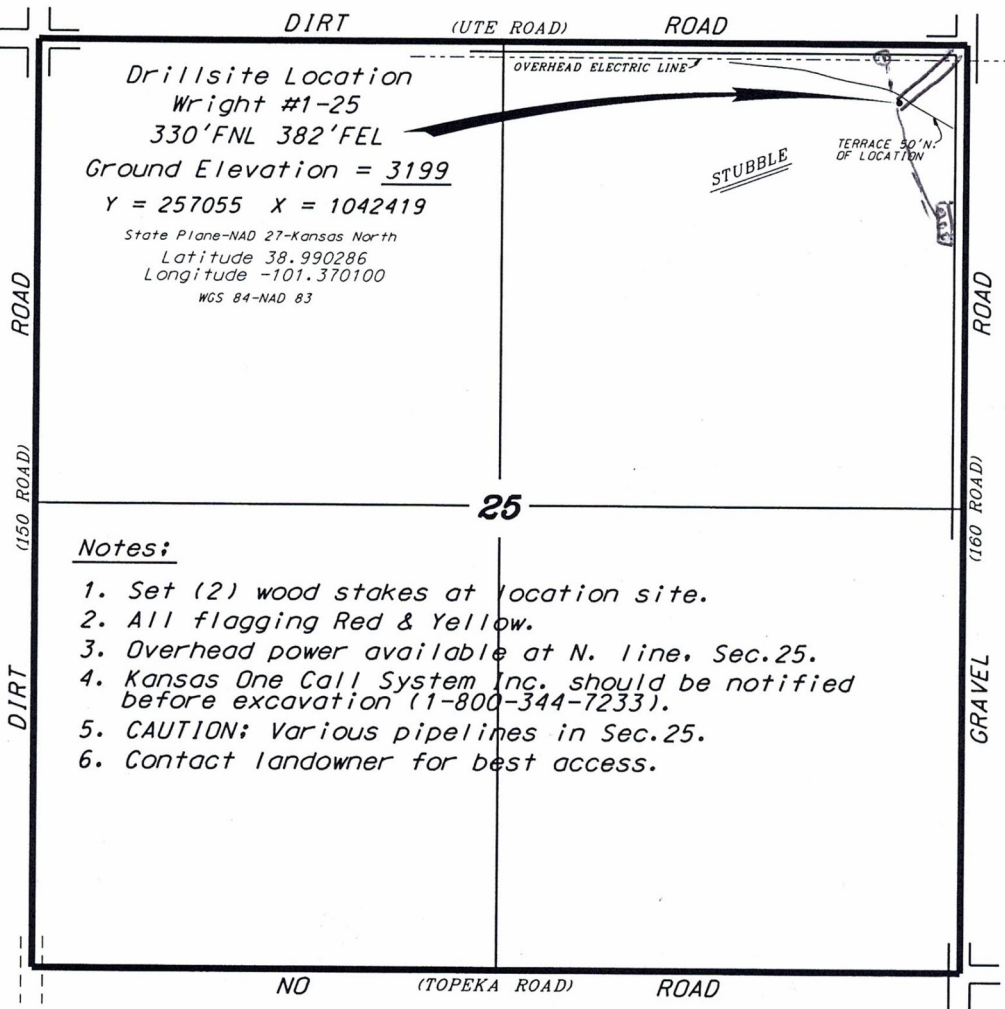 DIRT (UTE ROAD) ROAD
OVERHEAD ELECTRIC LINE
Drillsite Location
Wright #1-25
330'FNL 382'FEL
Ground Elevation = 3199
Y = 257055 X = 1042419
State Plane-NAD 27-Kansas North
Latitude 38.990286
Longitude -101.370100
WGS 84-NAD 83
TERRACE 50'N.
OF LOCATION
STUBBLE
ROAD
(150 ROAD)
DIRT
ROAD
(160 ROAD)
GRAVEL
25
Notes:
1. Set (2) wood stakes at location site.
2. All flagging Red & Yellow.
3. Overhead power available at N. line, Sec.25.
4. Kansas One Call System Inc. should be notified
before excavation (1-800-344-7233).
5. CAUTION: Various pipelines in Sec.25.
6. Contact landowner for best access.
NO (TOPEKA ROAD) ROAD